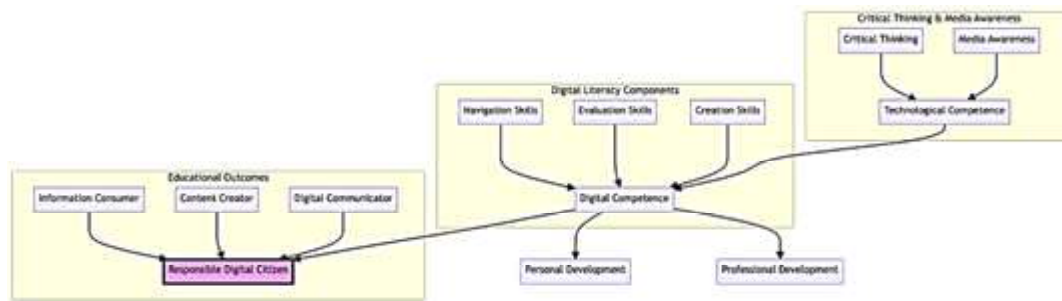 Critical Thinking & Media Awareness
Critical Thinking
Media Awareness
Technological Competence
Digital Literacy Components
Navigation Skills
Evaluation Skills
Creation Skills
Digital Competence
Educational Outcomes
Information Consumer
Content Creator
Digital Communicator
Responsible Digital Citizen
Personal Development
Professional Development